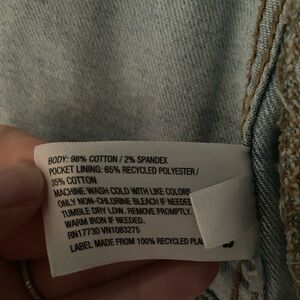 BODY: 98% COTTON / 2% SPANDEX
POCKET LINING: 65% RECYCLED POLYESTER /
35% COTTON
MACHINE WASH COLD WITH LIKE COLORS
ONLY NON-CHLORINE BLEACH IF NEEDED
TUMBLE DRY LOW. REMOVE PROMPTLY.
WARM IRON IF NEEDED.
RN17730 VN1083275
LABEL MADE FROM 100% RECYCLED